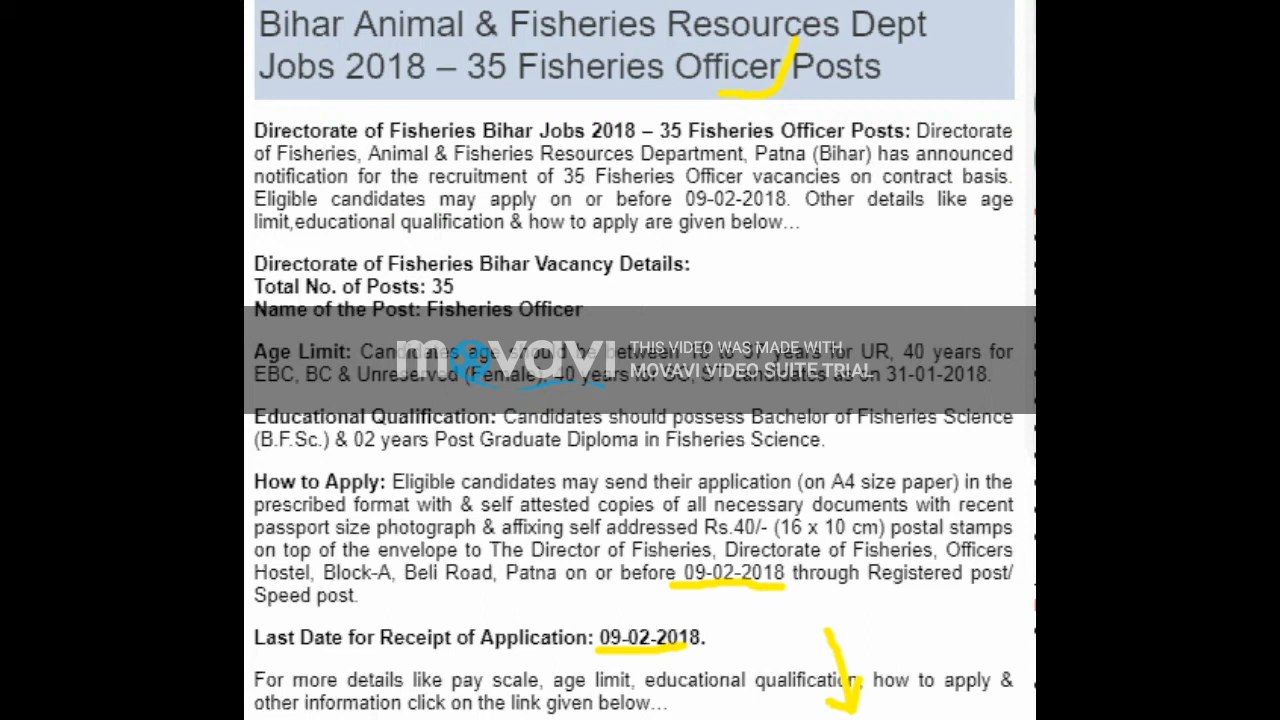 Bihar Animal & Fisheries Resources Dept
Jobs 2018 – 35 Fisheries Officer Posts
Directorate of Fisheries Bihar Jobs 2018 – 35 Fisheries Officer Posts: Directorate
of Fisheries, Animal & Fisheries Resources Department, Patna (Bihar) has announced
notification for the recruitment of 35 Fisheries Officer vacancies on contract basis.
Eligible candidates may apply on or before 09-02-2018. Other details like age
limit,educational qualification & how to apply are given below...
Directorate of Fisheries Bihar Vacancy Details:
Total No. of Posts: 35
Name of the Post: Fisheries Officer
Age Limit: Candidates age should be between to years for UR, 40 years for
EBC, BC & Unreserved (Female), 40 years for candidates as on 31-01-2018.
movavi
THIS VIDEO WAS MADE WITH
MOVAVI VIDEO SUITE TRIAL
Educational Qualification: Candidates should possess Bachelor of Fisheries Science
(B.F.Sc.) & 02 years Post Graduate Diploma in Fisheries Science.
How to Apply: Eligible candidates may send their application (on A4 size paper) in the
prescribed format with & self attested copies of all necessary documents with recent
passport size photograph & affixing self addressed Rs.40/- (16 x 10 cm) postal stamps
on top of the envelope to The Director of Fisheries, Directorate of Fisheries, Officers
Hostel, Block-A, Beli Road, Patna on or before 09-02-2018 through Registered post/
Speed post.
Last Date for Receipt of Application: 09-02-2018.
For more details like pay scale, age limit, educational qualification, how to apply &
other information click on the link given below...